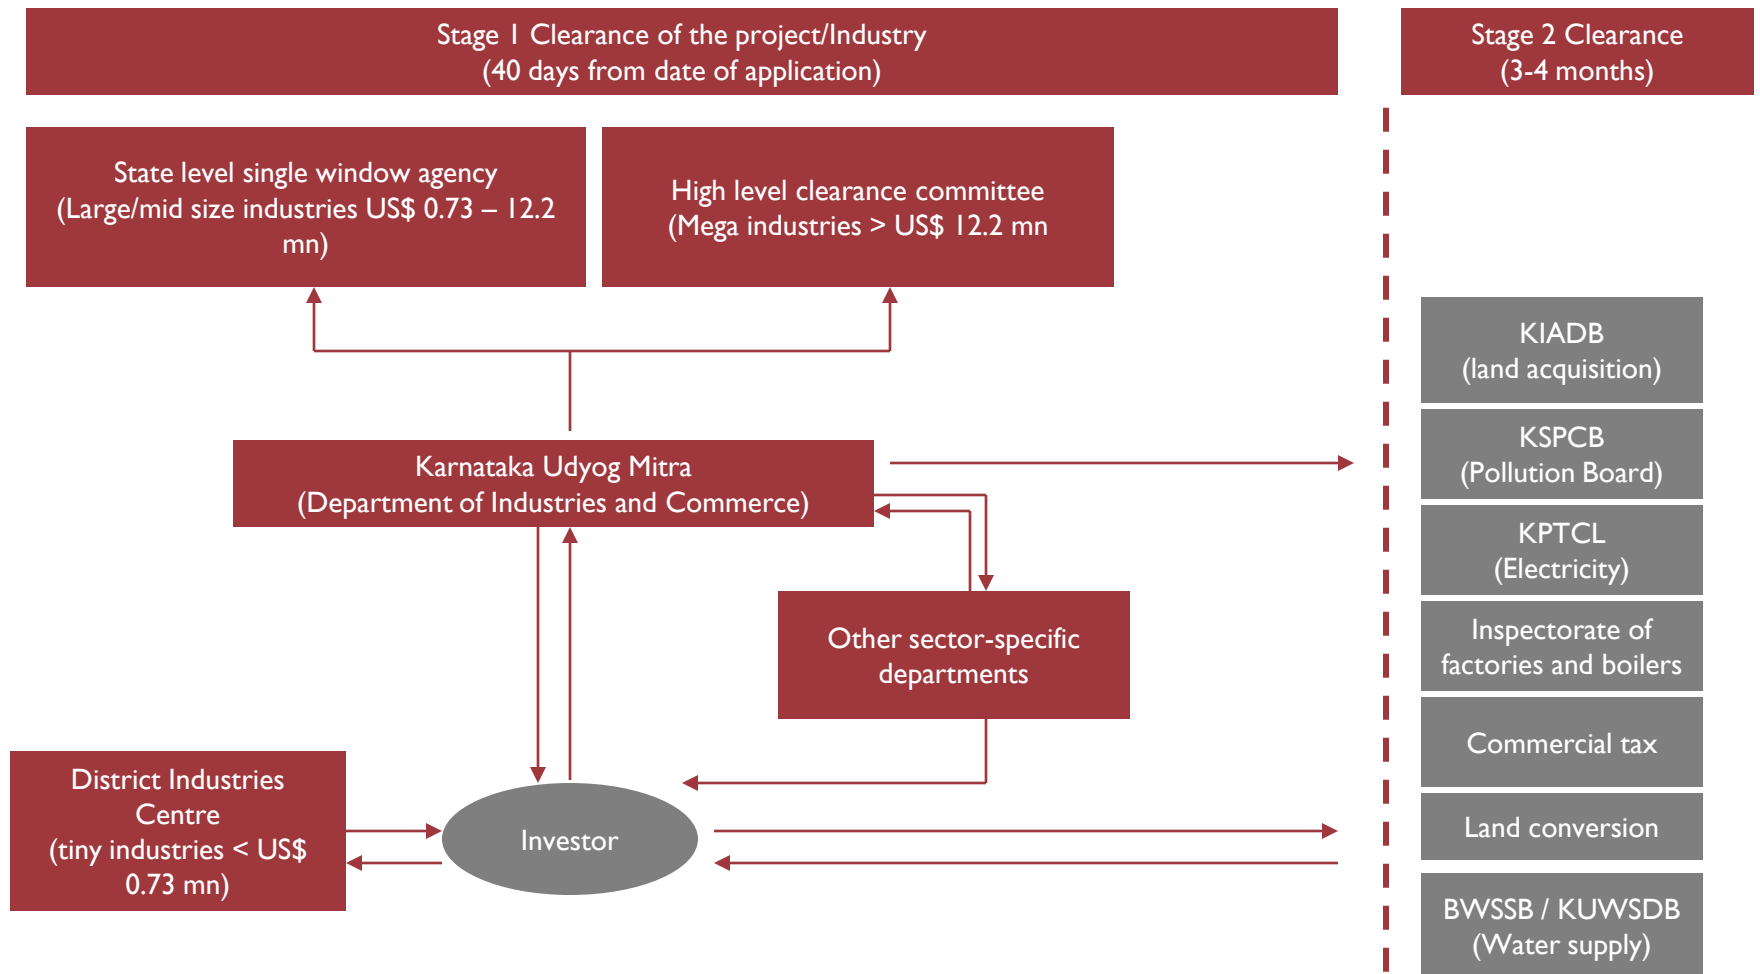 Stage 1 Clearance of the project/Industry
(40 days from date of application)
Stage 2 Clearance
(3-4 months)
State level single window agency
(Large/mid size industries US$ 0.73 – 12.2
mn)
High level clearance committee
(Mega industries > US$ 12.2 mn
KIADB
(land acquisition)
Karnataka Udyog Mitra
(Department of Industries and Commerce)
KSPCB
(Pollution Board)
KPTCL
(Electricity)
Other sector-specific
departments
Inspectorate of
factories and boilers
Commercial tax
District Industries
Centre
(tiny industries < US$
0.73 mn)
Investor
Land conversion
BWSSB / KUWSDB
(Water supply)